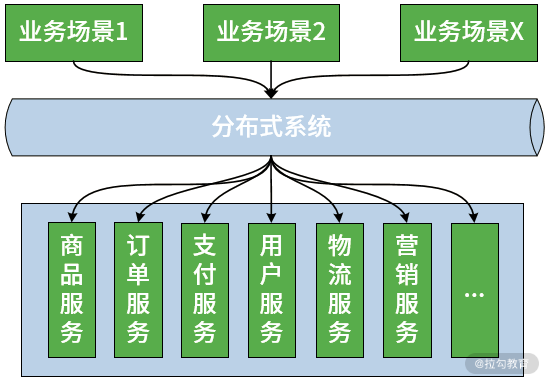 业务场景1
业务场景2
业务场景X
分布式系统
商品服务
订单服务
支付服务
用户服务
物流服务
营销服务
...
@拉勾教育